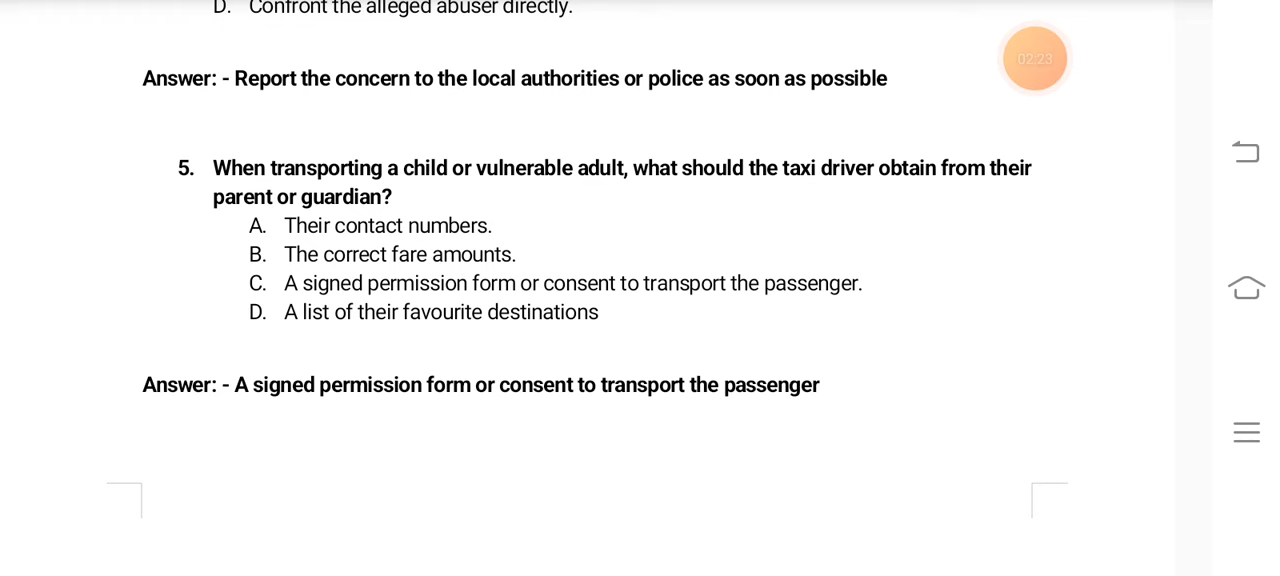 D. Confront the alleged abuser directly.
02:23
Answer: - Report the concern to the local authorities or police as soon as possible
5. When transporting a child or vulnerable adult, what should the taxi driver obtain from their
parent or guardian?
A. Their contact numbers.
B. The correct fare amounts.
C. A signed permission form or consent to transport the passenger.
D. A list of their favourite destinations
Answer: - A signed permission form or consent to transport the passenger